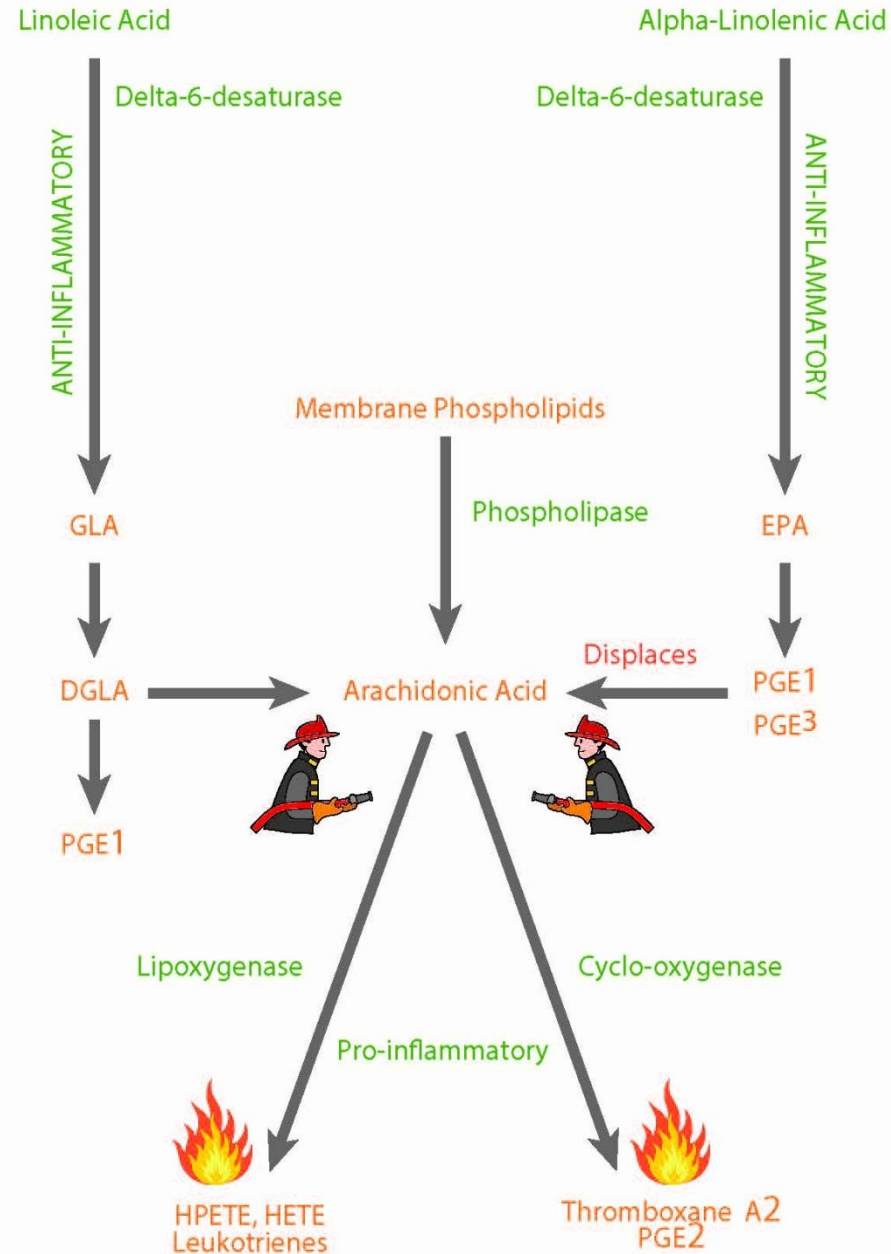 Linoleic Acid
Alpha-Linolenic Acid
Delta-6-desaturase
Delta-6-desaturase
ANTI-INFLAMMATORY
ANTI-INFLAMMATORY
Membrane Phospholipids
GLA
Phospholipase
EPA
Displaces
DGLA
Arachidonic Acid
PGE1
PGE3
PGE1
Lipoxygenase
Cyclo-oxygenase
Pro-inflammatory
HPETE, HETE
Leukotrienes
Thromboxane A2
PGE2